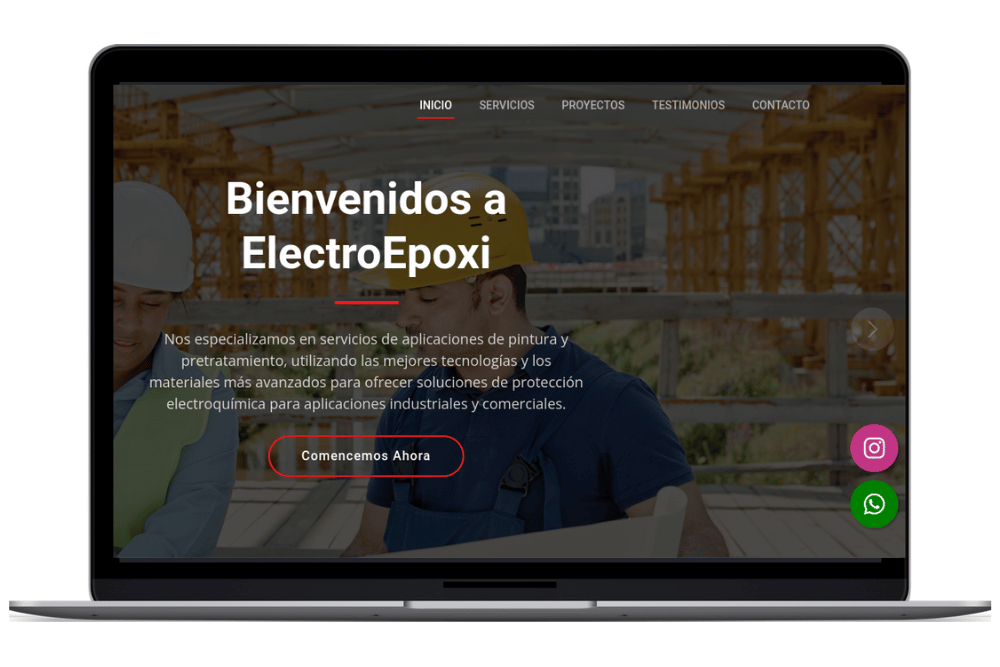 INICIO SERVICIOS PROYECTOS TESTIMONIOS CONTACTO
Bienvenidos a
ElectroEpoxi
Nos especializamos en servicios de aplicaciones de pintura y
pretratamiento, utilizando las mejores tecnologías y los
materiales más avanzados para ofrecer soluciones de protección
electroquímica para aplicaciones industriales y comerciales.
Comencemos Ahora